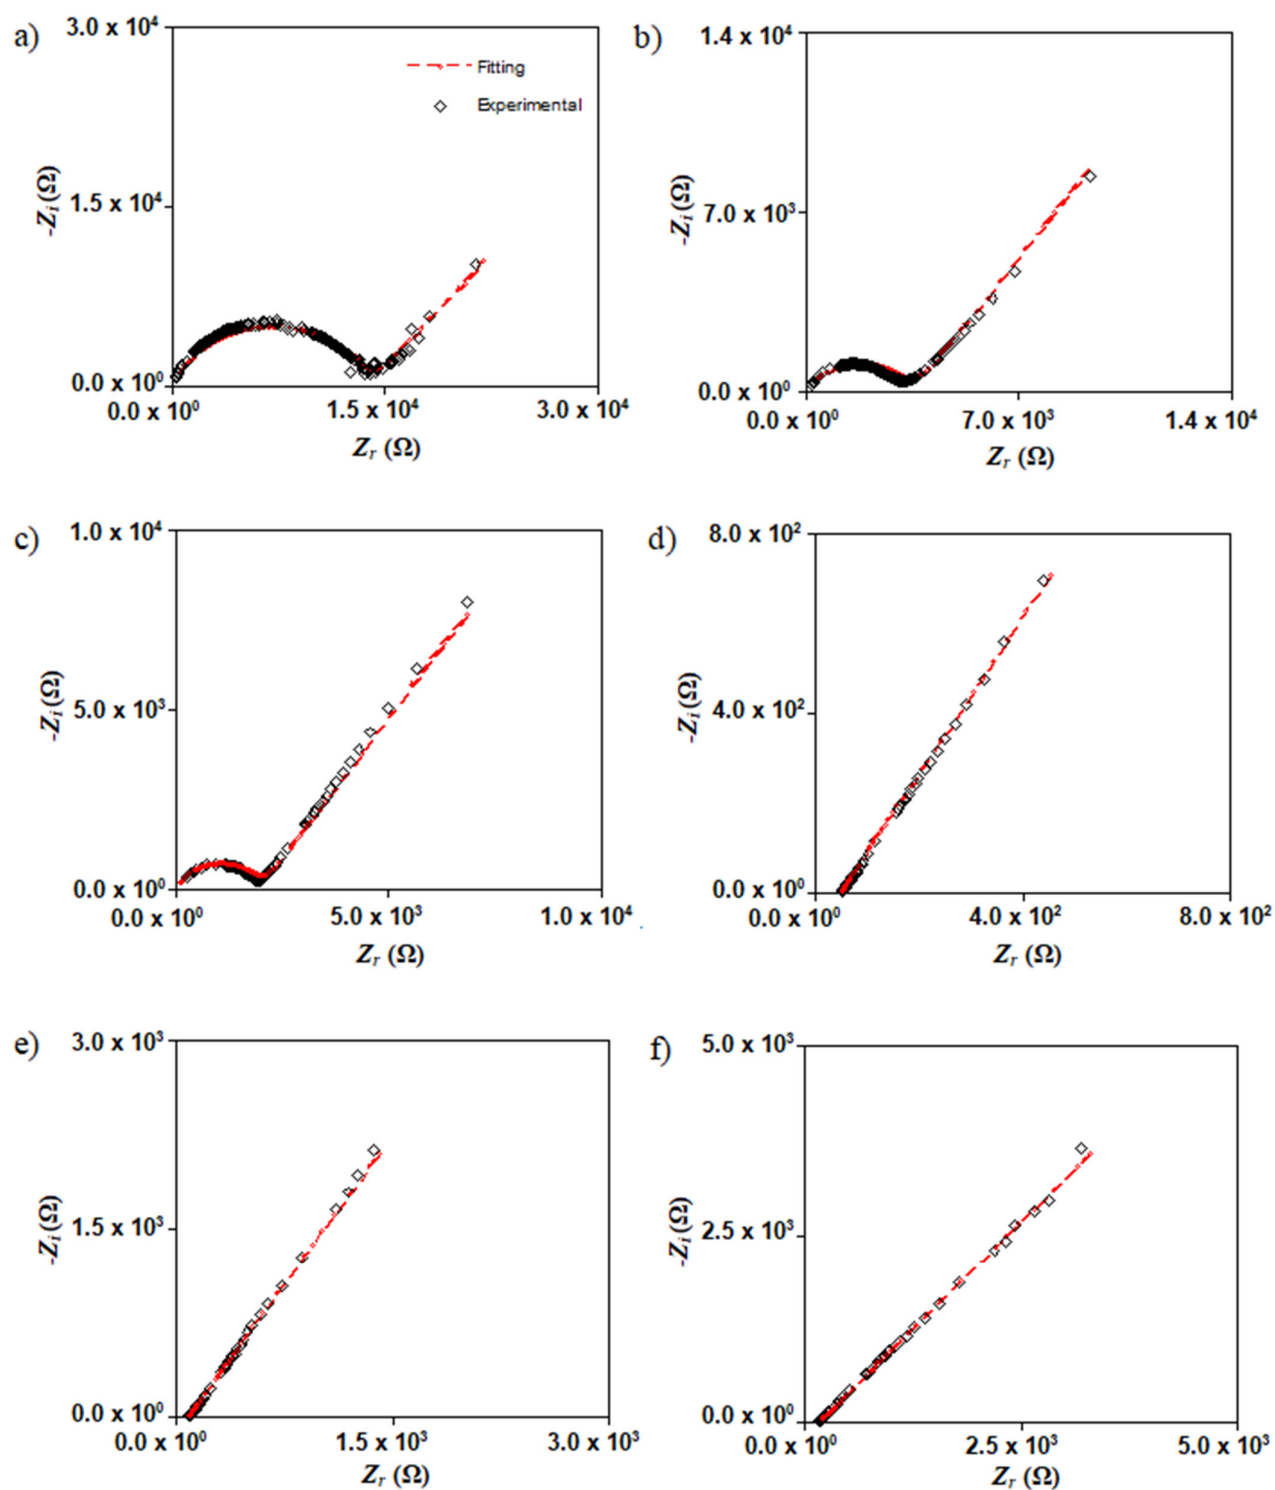 a)
3.0 x 10⁴
Fitting
Experimental
-Zᵢ (Ω)
1.5 x 10⁴
0.0 x 10⁰
0.0 x 10⁰ 1.5 x 10⁴ 3.0 x 10⁴
Zᵣ (Ω)
b)
1.4 x 10⁴
-Zᵢ (Ω)
7.0 x 10³
0.0 x 10⁰
0.0 x 10⁰ 7.0 x 10³ 1.4 x 10⁴
Zᵣ (Ω)
c)
1.0 x 10⁴
-Zᵢ (Ω)
5.0 x 10³
0.0 x 10⁰
0.0 x 10⁰ 5.0 x 10³ 1.0 x 10⁴
Zᵣ (Ω)
d)
8.0 x 10²
-Zᵢ (Ω)
4.0 x 10²
0.0 x 10⁰
0.0 x 10⁰ 4.0 x 10² 8.0 x 10²
Zᵣ (Ω)
e)
3.0 x 10³
-Zᵢ (Ω)
1.5 x 10³
0.0 x 10⁰
0.0 x 10⁰ 1.5 x 10³ 3.0 x 10³
Zᵣ (Ω)
f)
5.0 x 10³
-Zᵢ (Ω)
2.5 x 10³
0.0 x 10⁰
0.0 x 10⁰ 2.5 x 10³ 5.0 x 10³
Zᵣ (Ω)